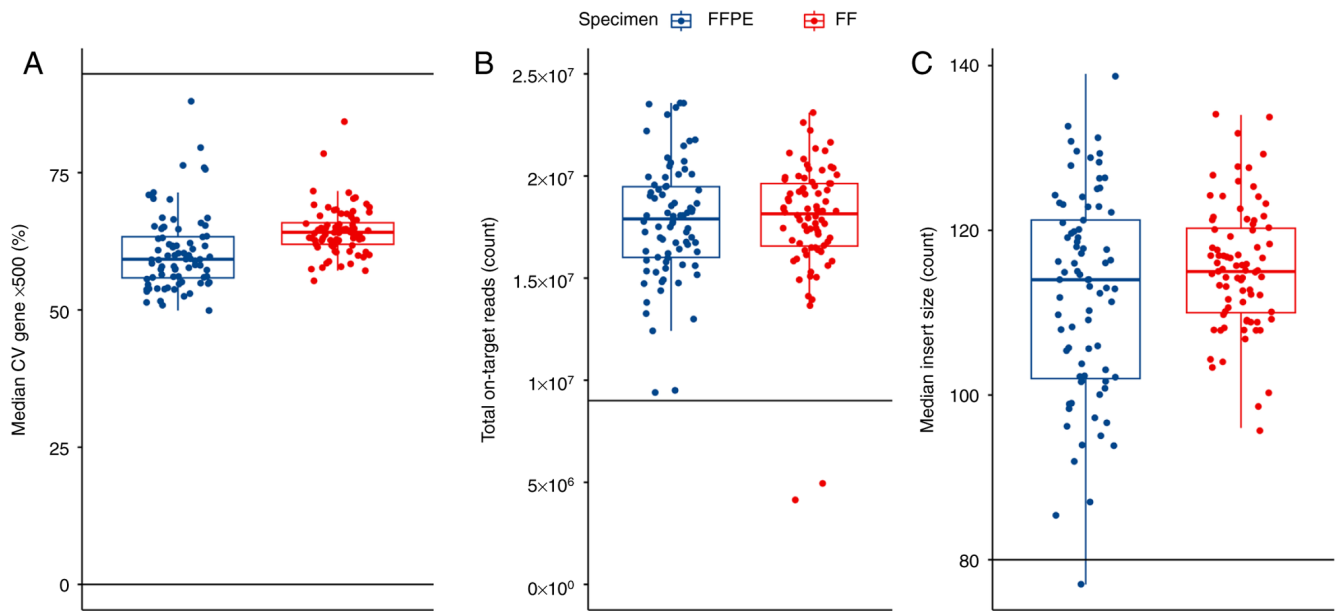 Specimen FFPE FF
A
Median CV gene ×500 (%)
75
50
25
0
B
Total on-target reads (count)
2.5×10⁷
2×10⁷
1.5×10⁷
1×10⁷
5×10⁶
0×10⁰
C
Median insert size (count)
140
120
100
80